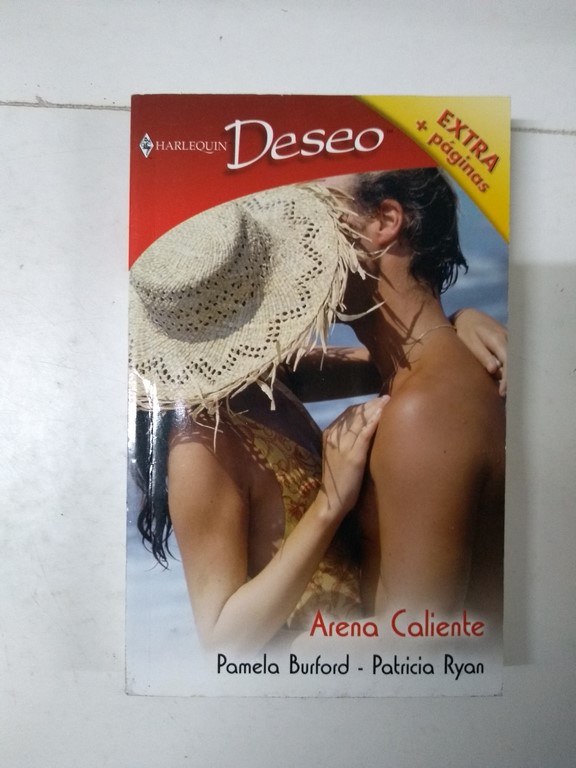 HARLEQUIN Deseo
EXTRA
+ páginas
Arena Caliente
Pamela Burford - Patricia Ryan